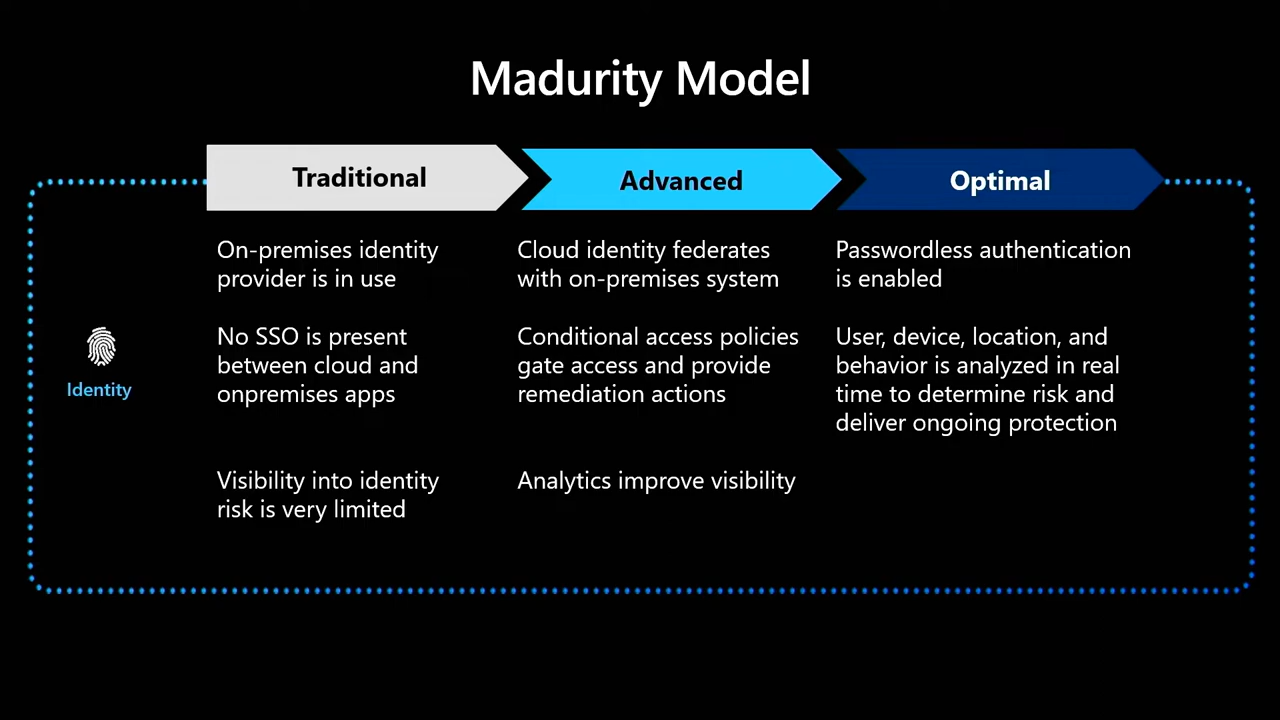 Madurity Model
Traditional
Advanced
Optimal
On-premises identity
provider is in use
No SSO is present
between cloud and
onpremises apps
Visibility into identity
risk is very limited
Cloud identity federates
with on-premises system
Conditional access policies
gate access and provide
remediation actions
Analytics improve visibility
Passwordless authentication
is enabled
User, device, location, and
behavior is analyzed in real
time to determine risk and
deliver ongoing protection
Identity